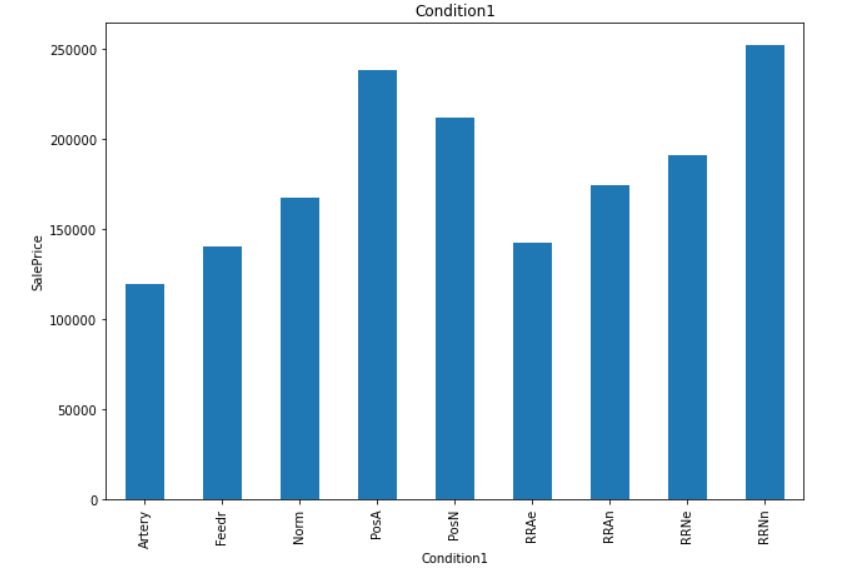 Condition1
SalePrice
250000
200000
150000
100000
50000
0
Artery
Feedr
Norm
PosA
PosN
RRAe
RRAn
RRNe
RRNn
Condition1